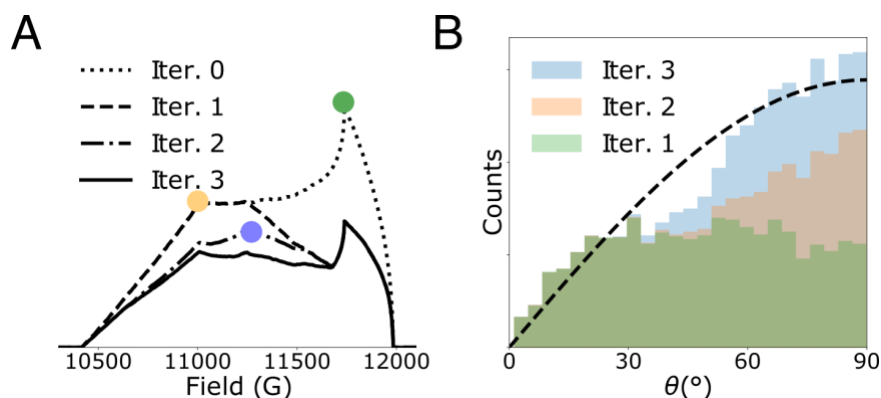 A
Iter. 0
Iter. 1
Iter. 2
Iter. 3
10500 11000 11500 12000
Field (G)
B
Iter. 3
Iter. 2
Iter. 1
Counts
0 30 60 90
θ(°)